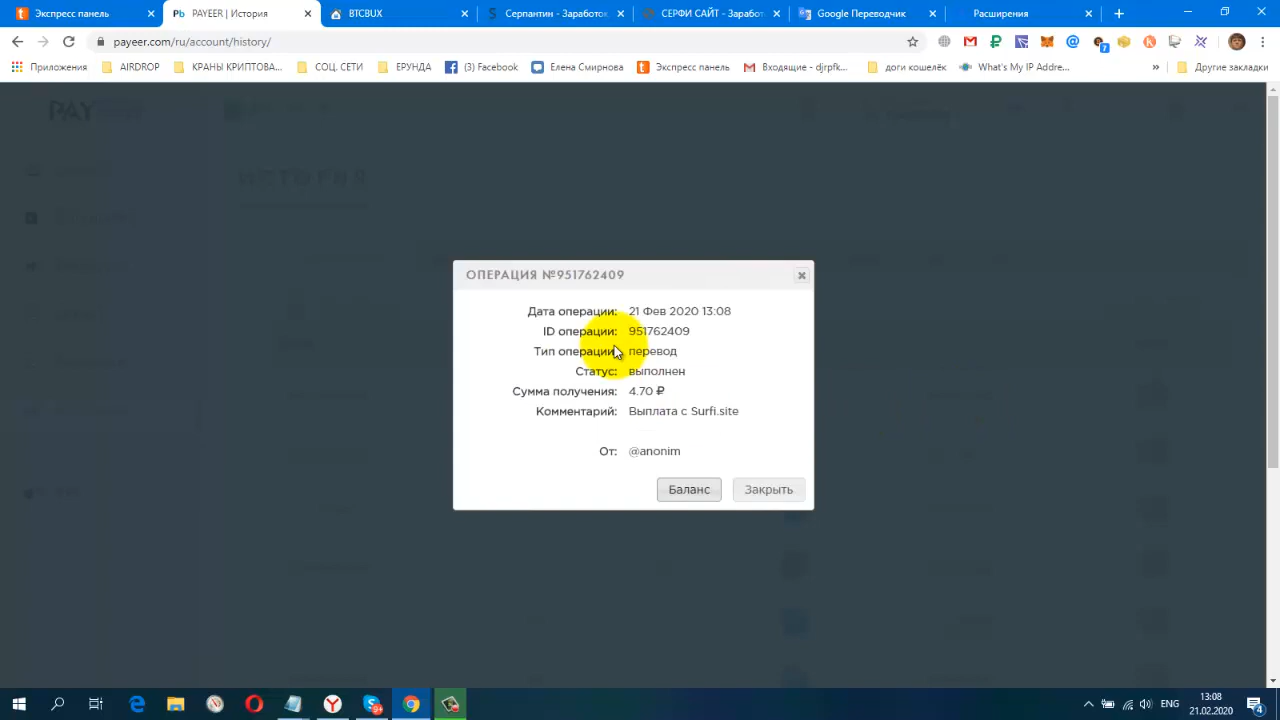 Экспресс панель
PAYEER | История
BTCBUX
Серпантин - Заработок
СЕРФИ САЙТ - Заработ
Google Переводчик
Расширения
payeer.com/ru/account/history/
7
Приложения
AIRDROP
КРАНЫ КРИПТОВА...
СОЦ. СЕТИ
ЕРУНДА
(3) Facebook
Елена Смирнова
Экспресс панель
Входящие - djrpfk...
доги кошелёк
What's My IP Addre...
»
Другие закладки
PAY
ИСТОРИЯ
ОПЕРАЦИЯ №951762409
Дата операции: 21 Фев 2020 13:08
ID операции: 951762409
Тип операции: перевод
Статус: выполнен
Сумма получения: 4.70 ₽
Комментарий: Выплата с Surfi.site
От: @anonim
Баланс
Закрыть
ENG
13:08
21.02.2020
4